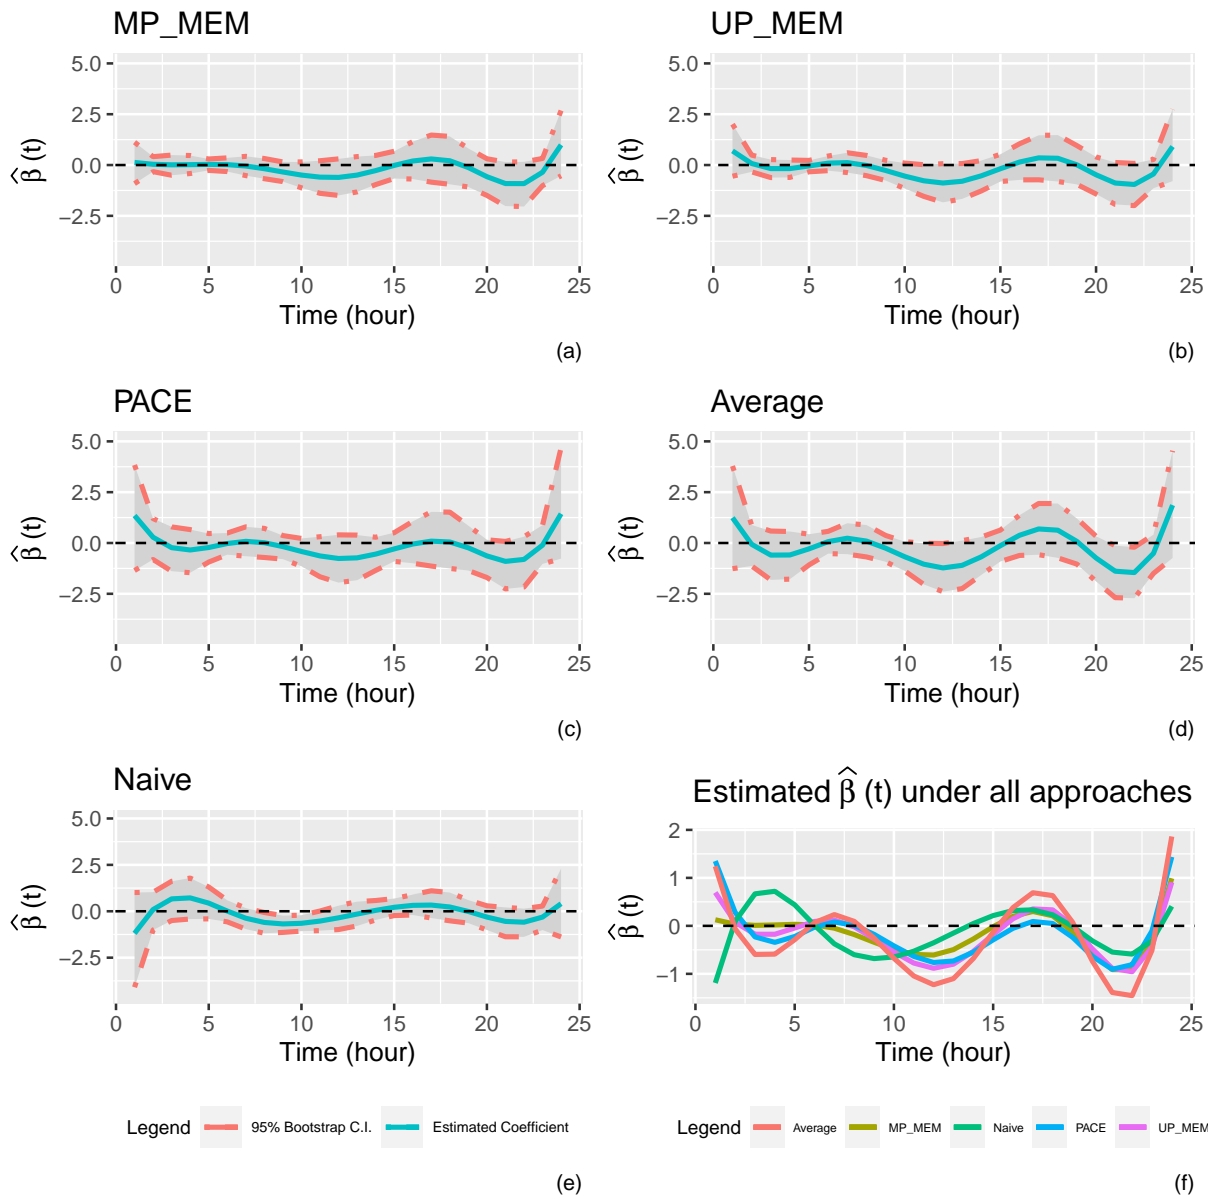 MP_MEM
5.0
2.5
0.0
−2.5
β̂ (t)
0 5 10 15 20 25
Time (hour)
(a)
UP_MEM
5.0
2.5
0.0
−2.5
β̂ (t)
0 5 10 15 20 25
Time (hour)
(b)
PACE
5.0
2.5
0.0
−2.5
β̂ (t)
0 5 10 15 20 25
Time (hour)
(c)
Average
5.0
2.5
0.0
−2.5
β̂ (t)
0 5 10 15 20 25
Time (hour)
(d)
Naive
5.0
2.5
0.0
−2.5
β̂ (t)
0 5 10 15 20 25
Time (hour)
Legend 95% Bootstrap C.I. Estimated Coefficient
(e)
Estimated β̂ (t) under all approaches
2
1
0
−1
β̂ (t)
0 5 10 15 20 25
Time (hour)
Legend Average MP_MEM Naive PACE UP_MEM
(f)